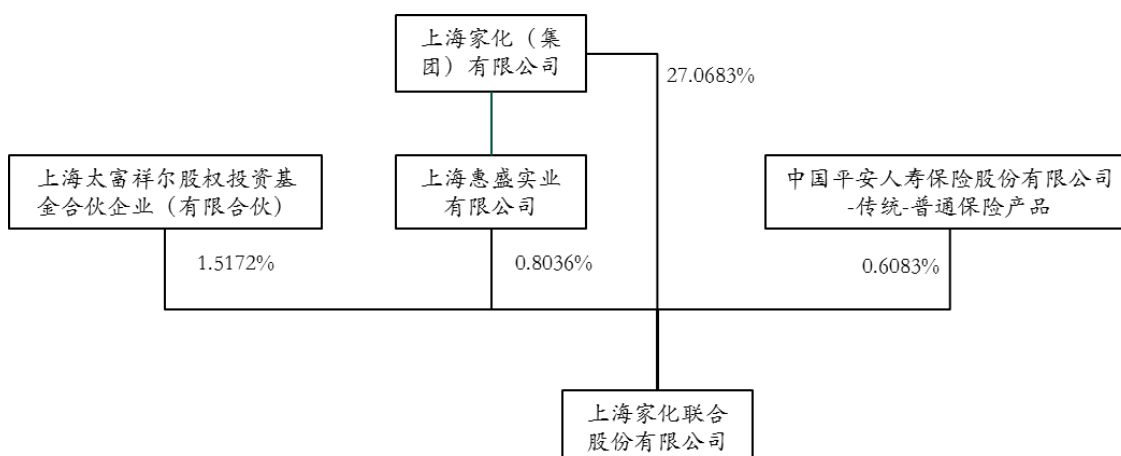 上海家化（集
团）有限公司
27.0683%
上海太富祥尔股权投资基
金合伙企业（有限合伙）
上海惠盛实业
有限公司
中国平安人寿保险股份有限公司
-传统-普通保险产品
1.5172%
0.8036%
0.6083%
上海家化联合
股份有限公司